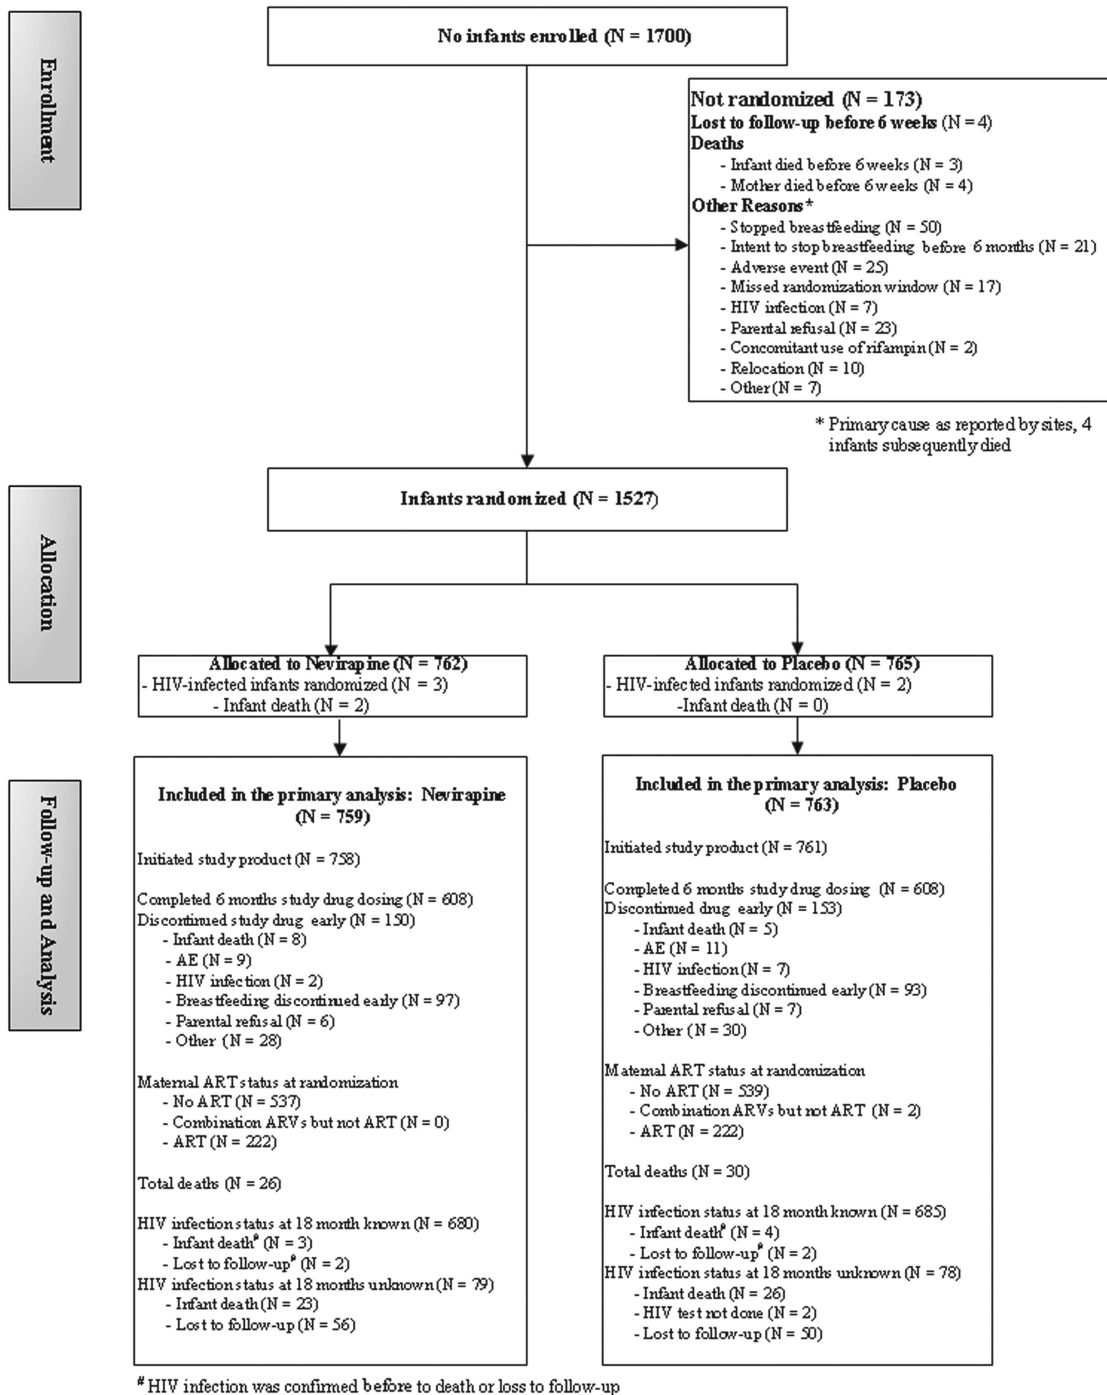 Enrollment
No infants enrolled (N = 1700)
Not randomized (N = 173)
Lost to follow-up before 6 weeks (N = 4)
Deaths
- Infant died before 6 weeks (N = 3)
- Mother died before 6 weeks (N = 4)
Other Reasons*
- Stopped breastfeeding (N = 50)
- Intent to stop breastfeeding before 6 months (N = 21)
- Adverse event (N = 25)
- Missed randomization window (N = 17)
- HIV infection (N = 7)
- Parental refusal (N = 23)
- Concomitant use of rifampin (N = 2)
- Relocation (N = 10)
- Other (N = 7)
* Primary cause as reported by sites, 4
infants subsequently died
Allocation
Infants randomized (N = 1527)
Allocated to Nevirapine (N = 762)
- HIV-infected infants randomized (N = 3)
- Infant death (N = 2)
Allocated to Placebo (N = 765)
- HIV-infected infants randomized (N = 2)
-Infant death (N = 0)
Follow-up and Analysis
Included in the primary analysis: Nevirapine
(N = 759)
Initiated study product (N = 758)
Completed 6 months study drug dosing (N = 608)
Discontinued study drug early (N = 150)
- Infant death (N = 8)
- AE (N = 9)
- HIV infection (N = 2)
- Breastfeeding discontinued early (N = 97)
- Parental refusal (N = 6)
- Other (N = 28)
Maternal ART status at randomization
- No ART (N = 537)
- Combination ARVs but not ART (N = 0)
- ART (N = 222)
Total deaths (N = 26)
HIV infection status at 18 month known (N = 680)
- Infant death# (N = 3)
- Lost to follow-up# (N = 2)
HIV infection status at 18 months unknown (N = 79)
- Infant death (N = 23)
- Lost to follow-up (N = 56)
Included in the primary analysis: Placebo
(N = 763)
Initiated study product (N = 761)
Completed 6 months study drug dosing (N = 608)
Discontinued drug early (N = 153)
- Infant death (N = 5)
- AE (N = 11)
- HIV infection (N = 7)
- Breastfeeding discontinued early (N = 93)
- Parental refusal (N = 7)
- Other (N = 30)
Maternal ART status at randomization
- No ART (N = 539)
- Combination ARVs but not ART (N = 2)
- ART (N = 222)
Total deaths (N = 30)
HIV infection status at 18 month known (N = 685)
- Infant death# (N = 4)
- Lost to follow-up# (N = 2)
HIV infection status at 18 months unknown (N = 78)
- Infant death (N = 26)
- HIV test not done (N = 2)
- Lost to follow-up (N = 50)
# HIV infection was confirmed before to death or loss to follow-up